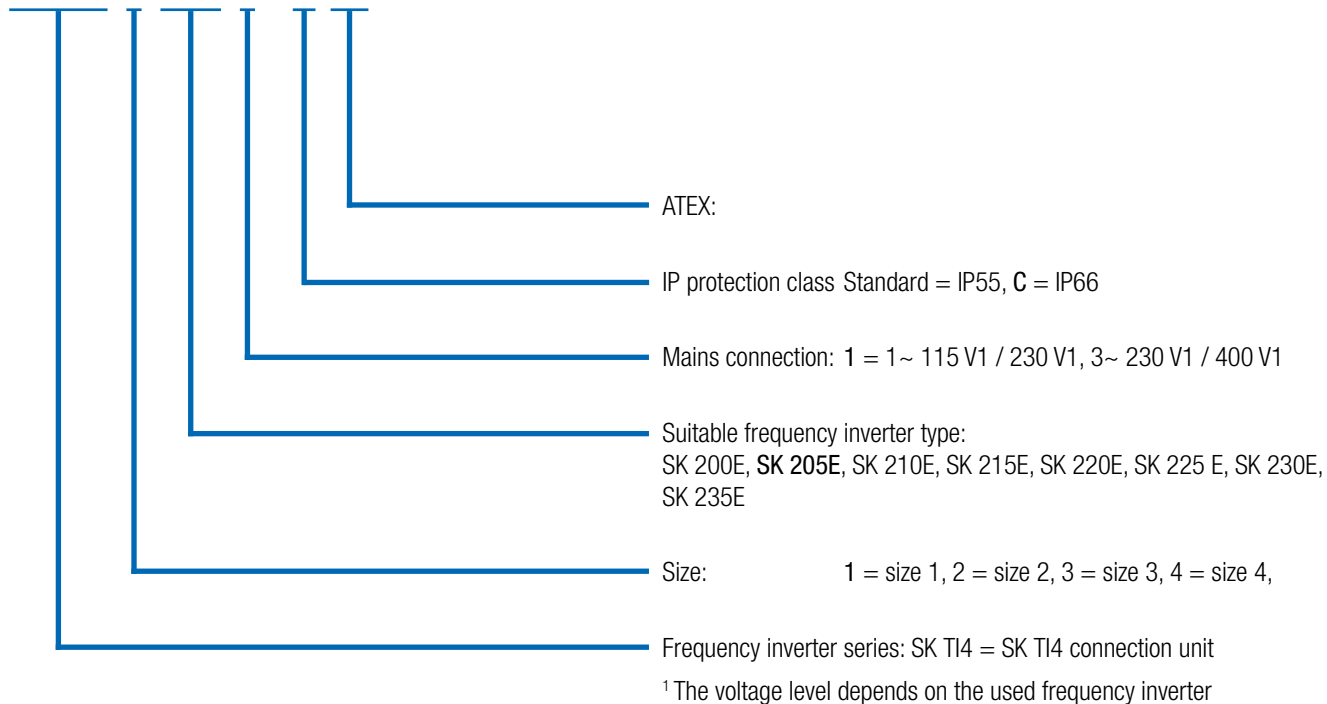 ATEX:
IP protection class Standard = IP55, C = IP66
Mains connection: 1 = 1~ 115 V1 / 230 V1, 3~ 230 V1 / 400 V1
Suitable frequency inverter type:
SK 200E, SK 205E, SK 210E, SK 215E, SK 220E, SK 225 E, SK 230E,
SK 235E
Size: 1 = size 1, 2 = size 2, 3 = size 3, 4 = size 4,
Frequency inverter series: SK TI4 = SK TI4 connection unit
1 The voltage level depends on the used frequency inverter